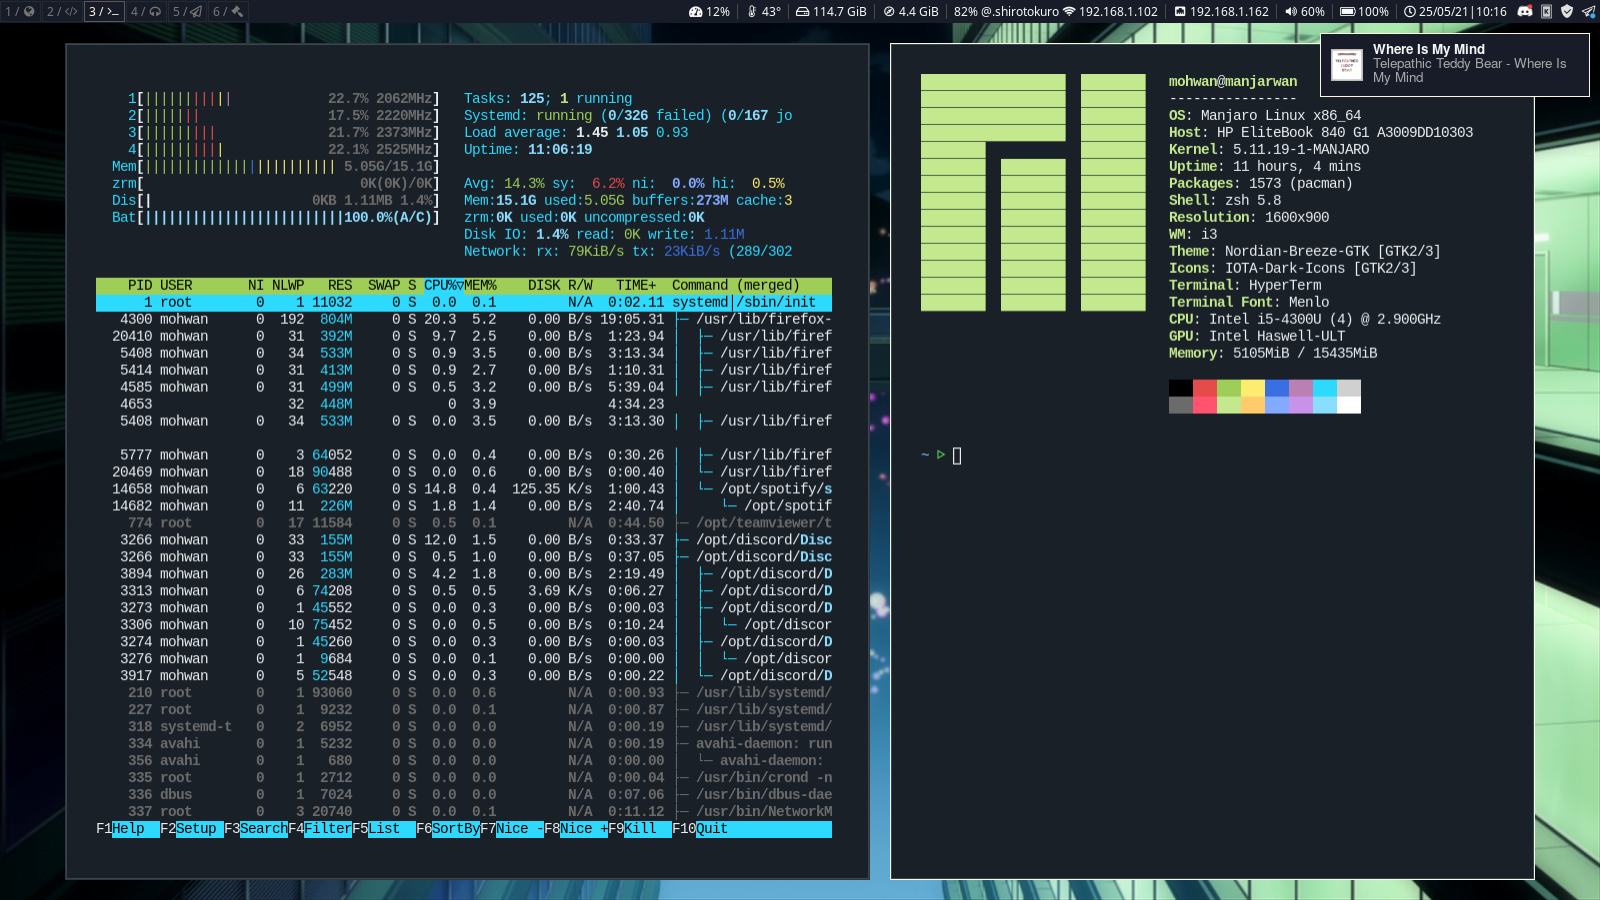 1 / 2 / 3 / 4 / 5 / 6 / 12% 43° 114.7 GiB 4.4 GiB 82% @.shirotokuro 192.168.1.102 192.168.1.162 60% 100% 25/05/21|10:16
Where Is My Mind
Telepathic Teddy Bear - Where Is
My Mind
1[ 22.7% 2062MHz] Tasks: 125; 1 running
2[ 17.5% 2220MHz] Systemd: running (0/326 failed) (0/167 jo
3[ 21.7% 2373MHz] Load average: 1.45 1.05 0.93
4[ 22.1% 2525MHz] Uptime: 11:06:19
Mem[ 5.05G/15.1G]
zrm[ 0K(0K)/0K] Avg: 14.3% sy: 6.2% ni: 0.0% hi: 0.5%
Dis[ 0KB 1.11MB 1.4%] Mem:15.1G used:5.05G buffers:273M cache:3
Bat[100.0%(A/C)] zrm:0K used:0K uncompressed:0K
Disk IO: 1.4% read: 0K write: 1.11M
Network: rx: 79KiB/s tx: 23KiB/s (289/302
PID USER NI NLWP RES SWAP S CPU%▽MEM% DISK R/W TIME+ Command (merged)
1 root 0 1 11032 0 S 0.0 0.1 N/A 0:02.11 systemd|/sbin/init
4300 mohwan 0 192 804M 0 S 20.3 5.2 0.00 B/s 19:05.31 ├─ /usr/lib/firefox-
20410 mohwan 0 31 392M 0 S 9.7 2.5 0.00 B/s 1:23.94 │ ├─ /usr/lib/firef
5408 mohwan 0 34 533M 0 S 0.9 3.5 0.00 B/s 3:13.34 │ ├─ /usr/lib/firef
5414 mohwan 0 31 413M 0 S 0.9 2.7 0.00 B/s 1:10.31 │ ├─ /usr/lib/firef
4585 mohwan 0 31 499M 0 S 0.5 3.2 0.00 B/s 5:39.04 │ ├─ /usr/lib/firef
4653 32 448M 0 3.9 4:34.23
5408 mohwan 0 34 533M 0 S 0.0 3.5 0.00 B/s 3:13.30 │ ├─ /usr/lib/firef
5777 mohwan 0 3 64052 0 S 0.0 0.4 0.00 B/s 0:30.26 │ ├─ /usr/lib/firef
20469 mohwan 0 18 90488 0 S 0.0 0.6 0.00 B/s 0:00.40 │ └─ /usr/lib/firef
14658 mohwan 0 6 63220 0 S 14.8 0.4 125.35 K/s 1:00.43 │ └─ /opt/spotify/s
14682 mohwan 0 11 226M 0 S 1.8 1.4 0.00 B/s 2:40.74 │ └─ /opt/spotif
774 root 0 17 11584 0 S 0.5 0.1 N/A 0:44.50 ├─ /opt/teamviewer/t
3266 mohwan 0 33 155M 0 S 12.0 1.5 0.00 B/s 0:33.37 ├─ /opt/discord/Disc
3266 mohwan 0 33 155M 0 S 0.5 1.0 0.00 B/s 0:37.05 ├─ /opt/discord/Disc
3894 mohwan 0 26 283M 0 S 4.2 1.8 0.00 B/s 2:19.49 │ ├─ /opt/discord/D
3313 mohwan 0 6 74208 0 S 0.5 0.5 3.69 K/s 0:06.27 │ ├─ /opt/discord/D
3273 mohwan 0 1 45552 0 S 0.0 0.3 0.00 B/s 0:00.03 │ ├─ /opt/discord/D
3306 mohwan 0 10 75452 0 S 0.0 0.5 0.00 B/s 0:10.24 │ │ └─ /opt/discor
3274 mohwan 0 1 45260 0 S 0.0 0.3 0.00 B/s 0:00.03 │ ├─ /opt/discord/D
3276 mohwan 0 1 9684 0 S 0.0 0.1 0.00 B/s 0:00.00 │ │ └─ /opt/discor
3917 mohwan 0 5 52548 0 S 0.0 0.3 0.00 B/s 0:00.22 │ └─ /opt/discord/D
210 root 0 1 93060 0 S 0.0 0.6 N/A 0:00.93 ├─ /usr/lib/systemd/
227 root 0 1 9232 0 S 0.0 0.1 N/A 0:00.87 ├─ /usr/lib/systemd/
318 systemd-t 0 2 6952 0 S 0.0 0.0 N/A 0:00.19 ├─ /usr/lib/systemd/
334 avahi 0 1 5232 0 S 0.0 0.0 N/A 0:00.19 ├─ avahi-daemon: run
356 avahi 0 1 680 0 S 0.0 0.0 N/A 0:00.00 │ └─ avahi-daemon:
335 root 0 1 2712 0 S 0.0 0.0 N/A 0:00.04 ├─ /usr/bin/crond -n
336 dbus 0 1 7024 0 S 0.0 0.0 N/A 0:07.06 ├─ /usr/bin/dbus-dae
337 root 0 3 20740 0 S 0.0 0.1 N/A 0:11.12 ├─ /usr/bin/NetworkM
F1Help F2Setup F3SearchF4FilterF5List F6SortByF7Nice -F8Nice +F9Kill F10Quit
mohwan@manjarwan
----------------
OS: Manjaro Linux x86_64
Host: HP EliteBook 840 G1 A3009DD10303
Kernel: 5.11.19-1-MANJARO
Uptime: 11 hours, 4 mins
Packages: 1573 (pacman)
Shell: zsh 5.8
Resolution: 1600x900
WM: i3
Theme: Nordian-Breeze-GTK [GTK2/3]
Icons: IOTA-Dark-Icons [GTK2/3]
Terminal: HyperTerm
Terminal Font: Menlo
CPU: Intel i5-4300U (4) @ 2.900GHz
GPU: Intel Haswell-ULT
Memory: 5105MiB / 15435MiB
~ ▷